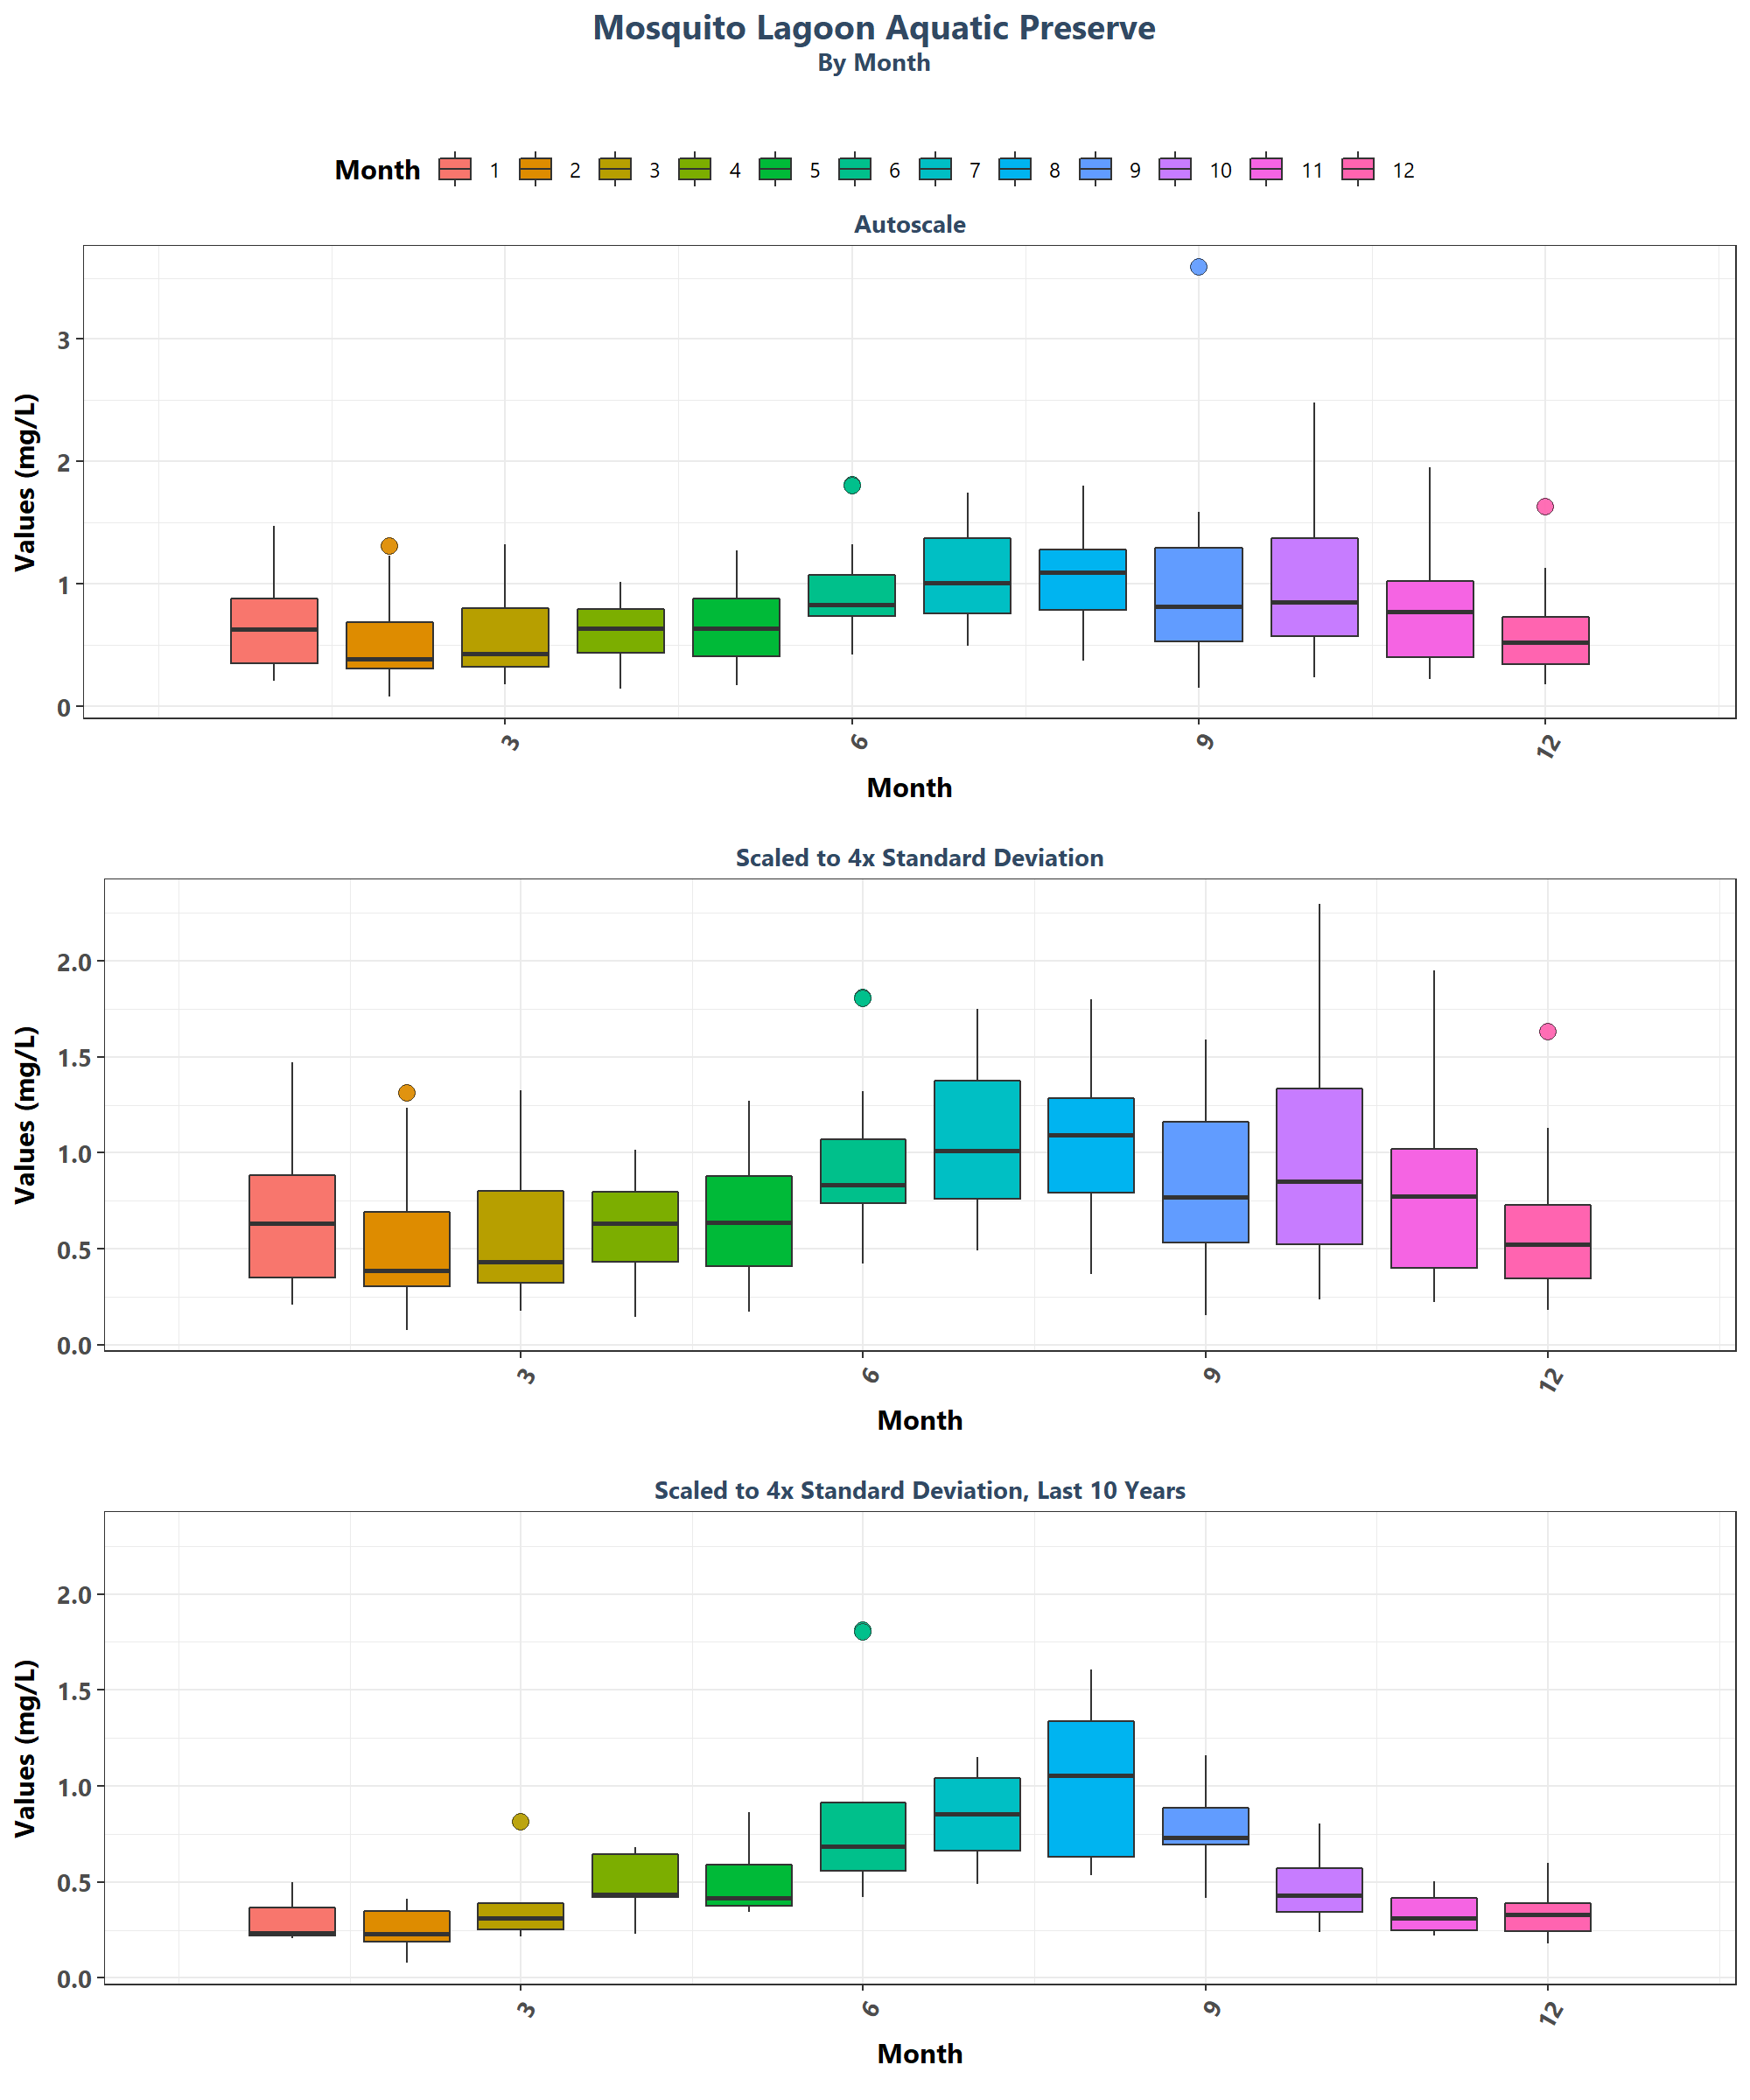 Mosquito Lagoon Aquatic Preserve
By Month
Month 1 2 3 4 5 6 7 8 9 10 11 12
Autoscale
Values (mg/L)
3
2
1
0
3 6 9 12
Month
Scaled to 4x Standard Deviation
Values (mg/L)
2.0
1.5
1.0
0.5
0.0
3 6 9 12
Month
Scaled to 4x Standard Deviation, Last 10 Years
Values (mg/L)
2.0
1.5
1.0
0.5
0.0
3 6 9 12
Month